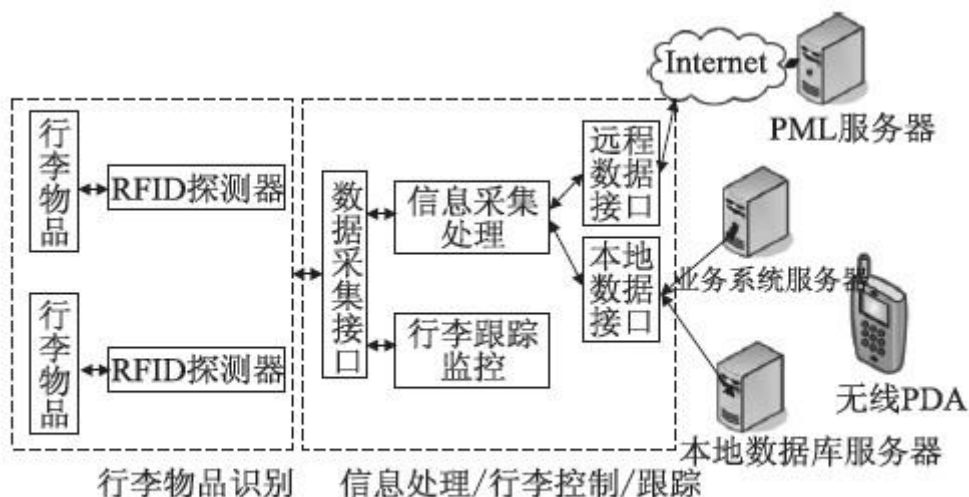 Internet
PML服务器
行李物品
RFID探测器
行李物品
RFID探测器
数据采集接口
信息采集
处理
行李跟踪
监控
远程
数据
接口
本地
数据
接口
业务系统服务器
无线PDA
本地数据库服务器
行李物品识别
信息处理/行李控制/跟踪